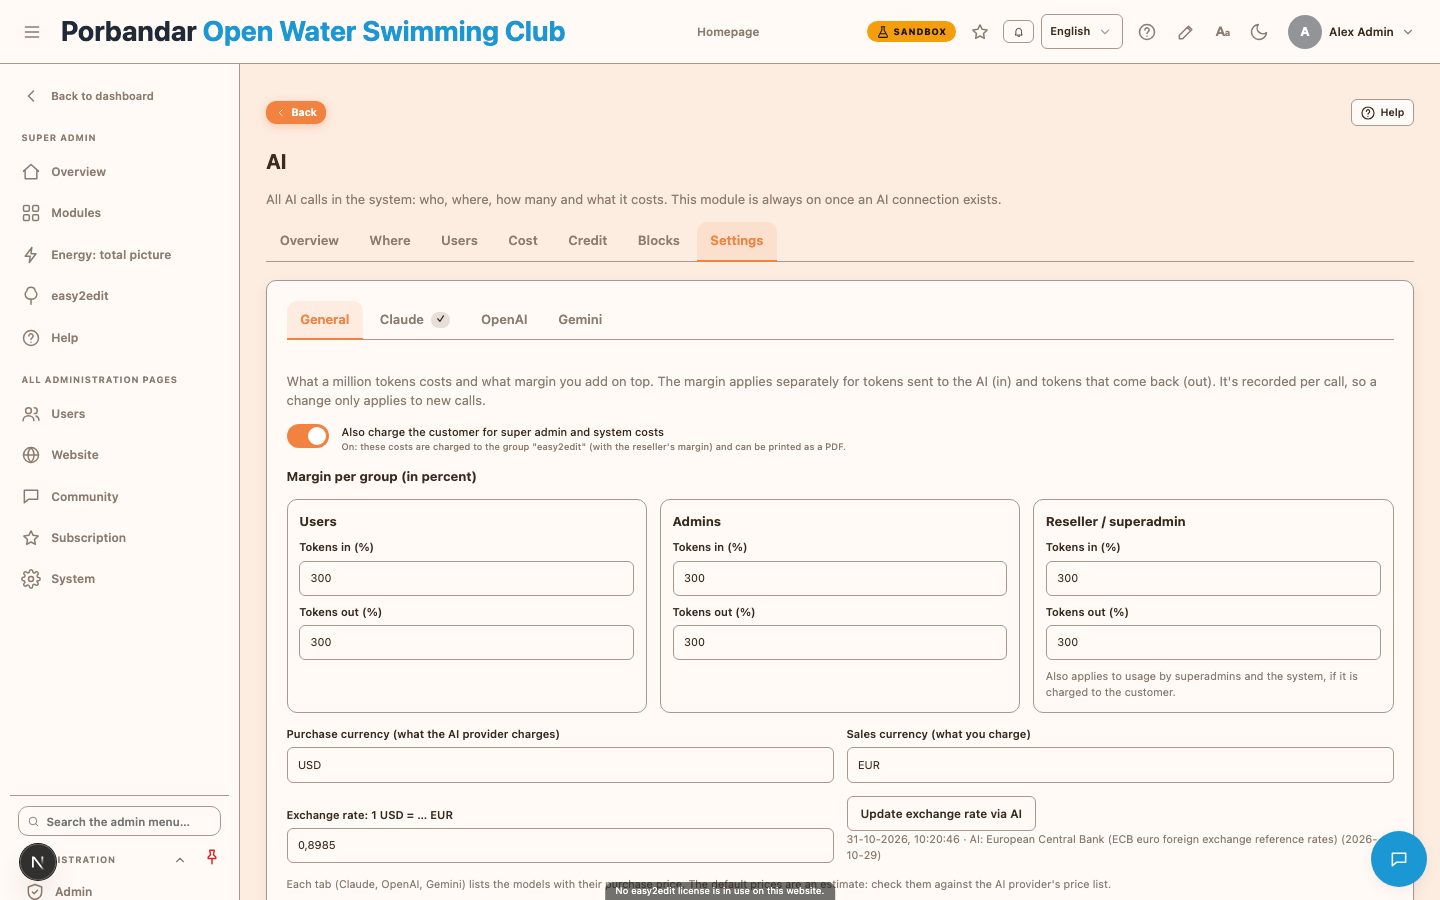 Porbandar Open Water Swimming Club
Homepage
SANDBOX
English
Aa
A
Alex Admin
Back to dashboard
SUPER ADMIN
Overview
Modules
Energy: total picture
easy2edit
Help
ALL ADMINISTRATION PAGES
Users
Website
Community
Subscription
System
Search the admin menu...
N
ISTRATION
Admin
Back
Help
AI
All AI calls in the system: who, where, how many and what it costs. This module is always on once an AI connection exists.
Overview
Where
Users
Cost
Credit
Blocks
Settings
General
Claude
OpenAI
Gemini
What a million tokens costs and what margin you add on top. The margin applies separately for tokens sent to the AI (in) and tokens that come back (out). It's recorded per call, so a
change only applies to new calls.
Also charge the customer for super admin and system costs
On: these costs are charged to the group "easy2edit" (with the reseller's margin) and can be printed as a PDF.
Margin per group (in percent)
Users
Tokens in (%)
300
Tokens out (%)
300
Admins
Tokens in (%)
300
Tokens out (%)
300
Reseller / superadmin
Tokens in (%)
300
Tokens out (%)
300
Also applies to usage by superadmins and the system, if it is
charged to the customer.
Purchase currency (what the AI provider charges)
USD
Sales currency (what you charge)
EUR
Exchange rate: 1 USD = ... EUR
0,8985
Update exchange rate via AI
31-10-2026, 10:20:46 · AI: European Central Bank (ECB euro foreign exchange reference rates) (2026-
10-29)
Each tab (Claude, OpenAI, Gemini) lists the models with their purchase price. The default prices are an estimate: check them against the AI provider's price list.
No easy2edit license is in use on this website.